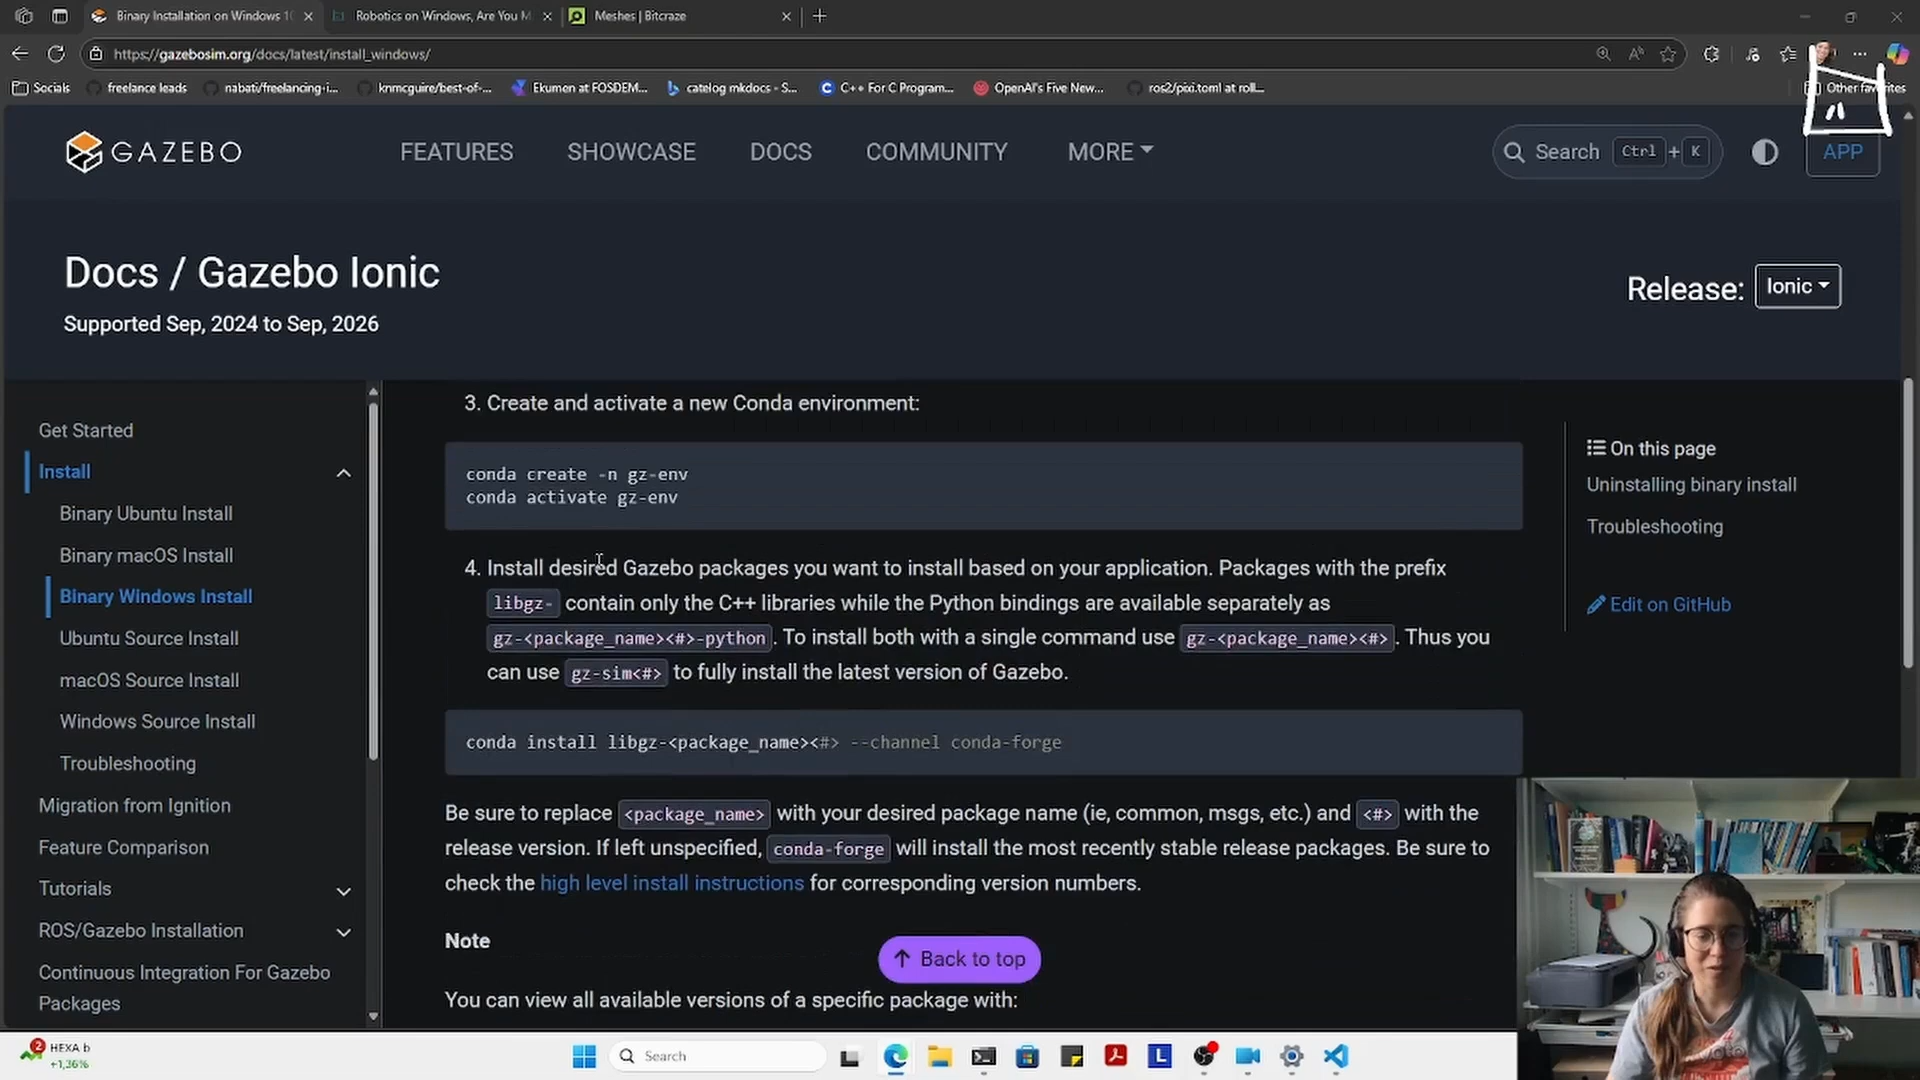 Binary Installation on Windows 10
Robotics on Windows, Are You M
Meshes | Bitcraze
https://gazebosim.org/docs/latest/install_windows/
Socials
freelance leads
nabati/freelancing-i...
knmcguire/best-of-...
Ekumen at FOSDEM...
catelog mkdocs - S...
C++ For C Program...
OpenAI's Five New...
ros2/pixi.toml at roll...
Other favorites
GAZEBO
FEATURES
SHOWCASE
DOCS
COMMUNITY
MORE
Search Ctrl + K
APP
Docs / Gazebo Ionic
Supported Sep, 2024 to Sep, 2026
Release: Ionic
Get Started
Install
Binary Ubuntu Install
Binary macOS Install
Binary Windows Install
Ubuntu Source Install
macOS Source Install
Windows Source Install
Troubleshooting
Migration from Ignition
Feature Comparison
Tutorials
ROS/Gazebo Installation
Continuous Integration For Gazebo
Packages
3. Create and activate a new Conda environment:
conda create -n gz-env
conda activate gz-env
4. Install desired Gazebo packages you want to install based on your application. Packages with the prefix
libgz- contain only the C++ libraries while the Python bindings are available separately as
gz-<package_name><#>-python. To install both with a single command use gz-<package_name><#>. Thus you
can use gz-sim<#> to fully install the latest version of Gazebo.
conda install libgz-<package_name><#> --channel conda-forge
Be sure to replace <package_name> with your desired package name (ie, common, msgs, etc.) and <#> with the
release version. If left unspecified, conda-forge will install the most recently stable release packages. Be sure to
check the high level install instructions for corresponding version numbers.
Note
Back to top
You can view all available versions of a specific package with:
On this page
Uninstalling binary install
Troubleshooting
Edit on GitHub
2
HEXA b
+1,36%
Search